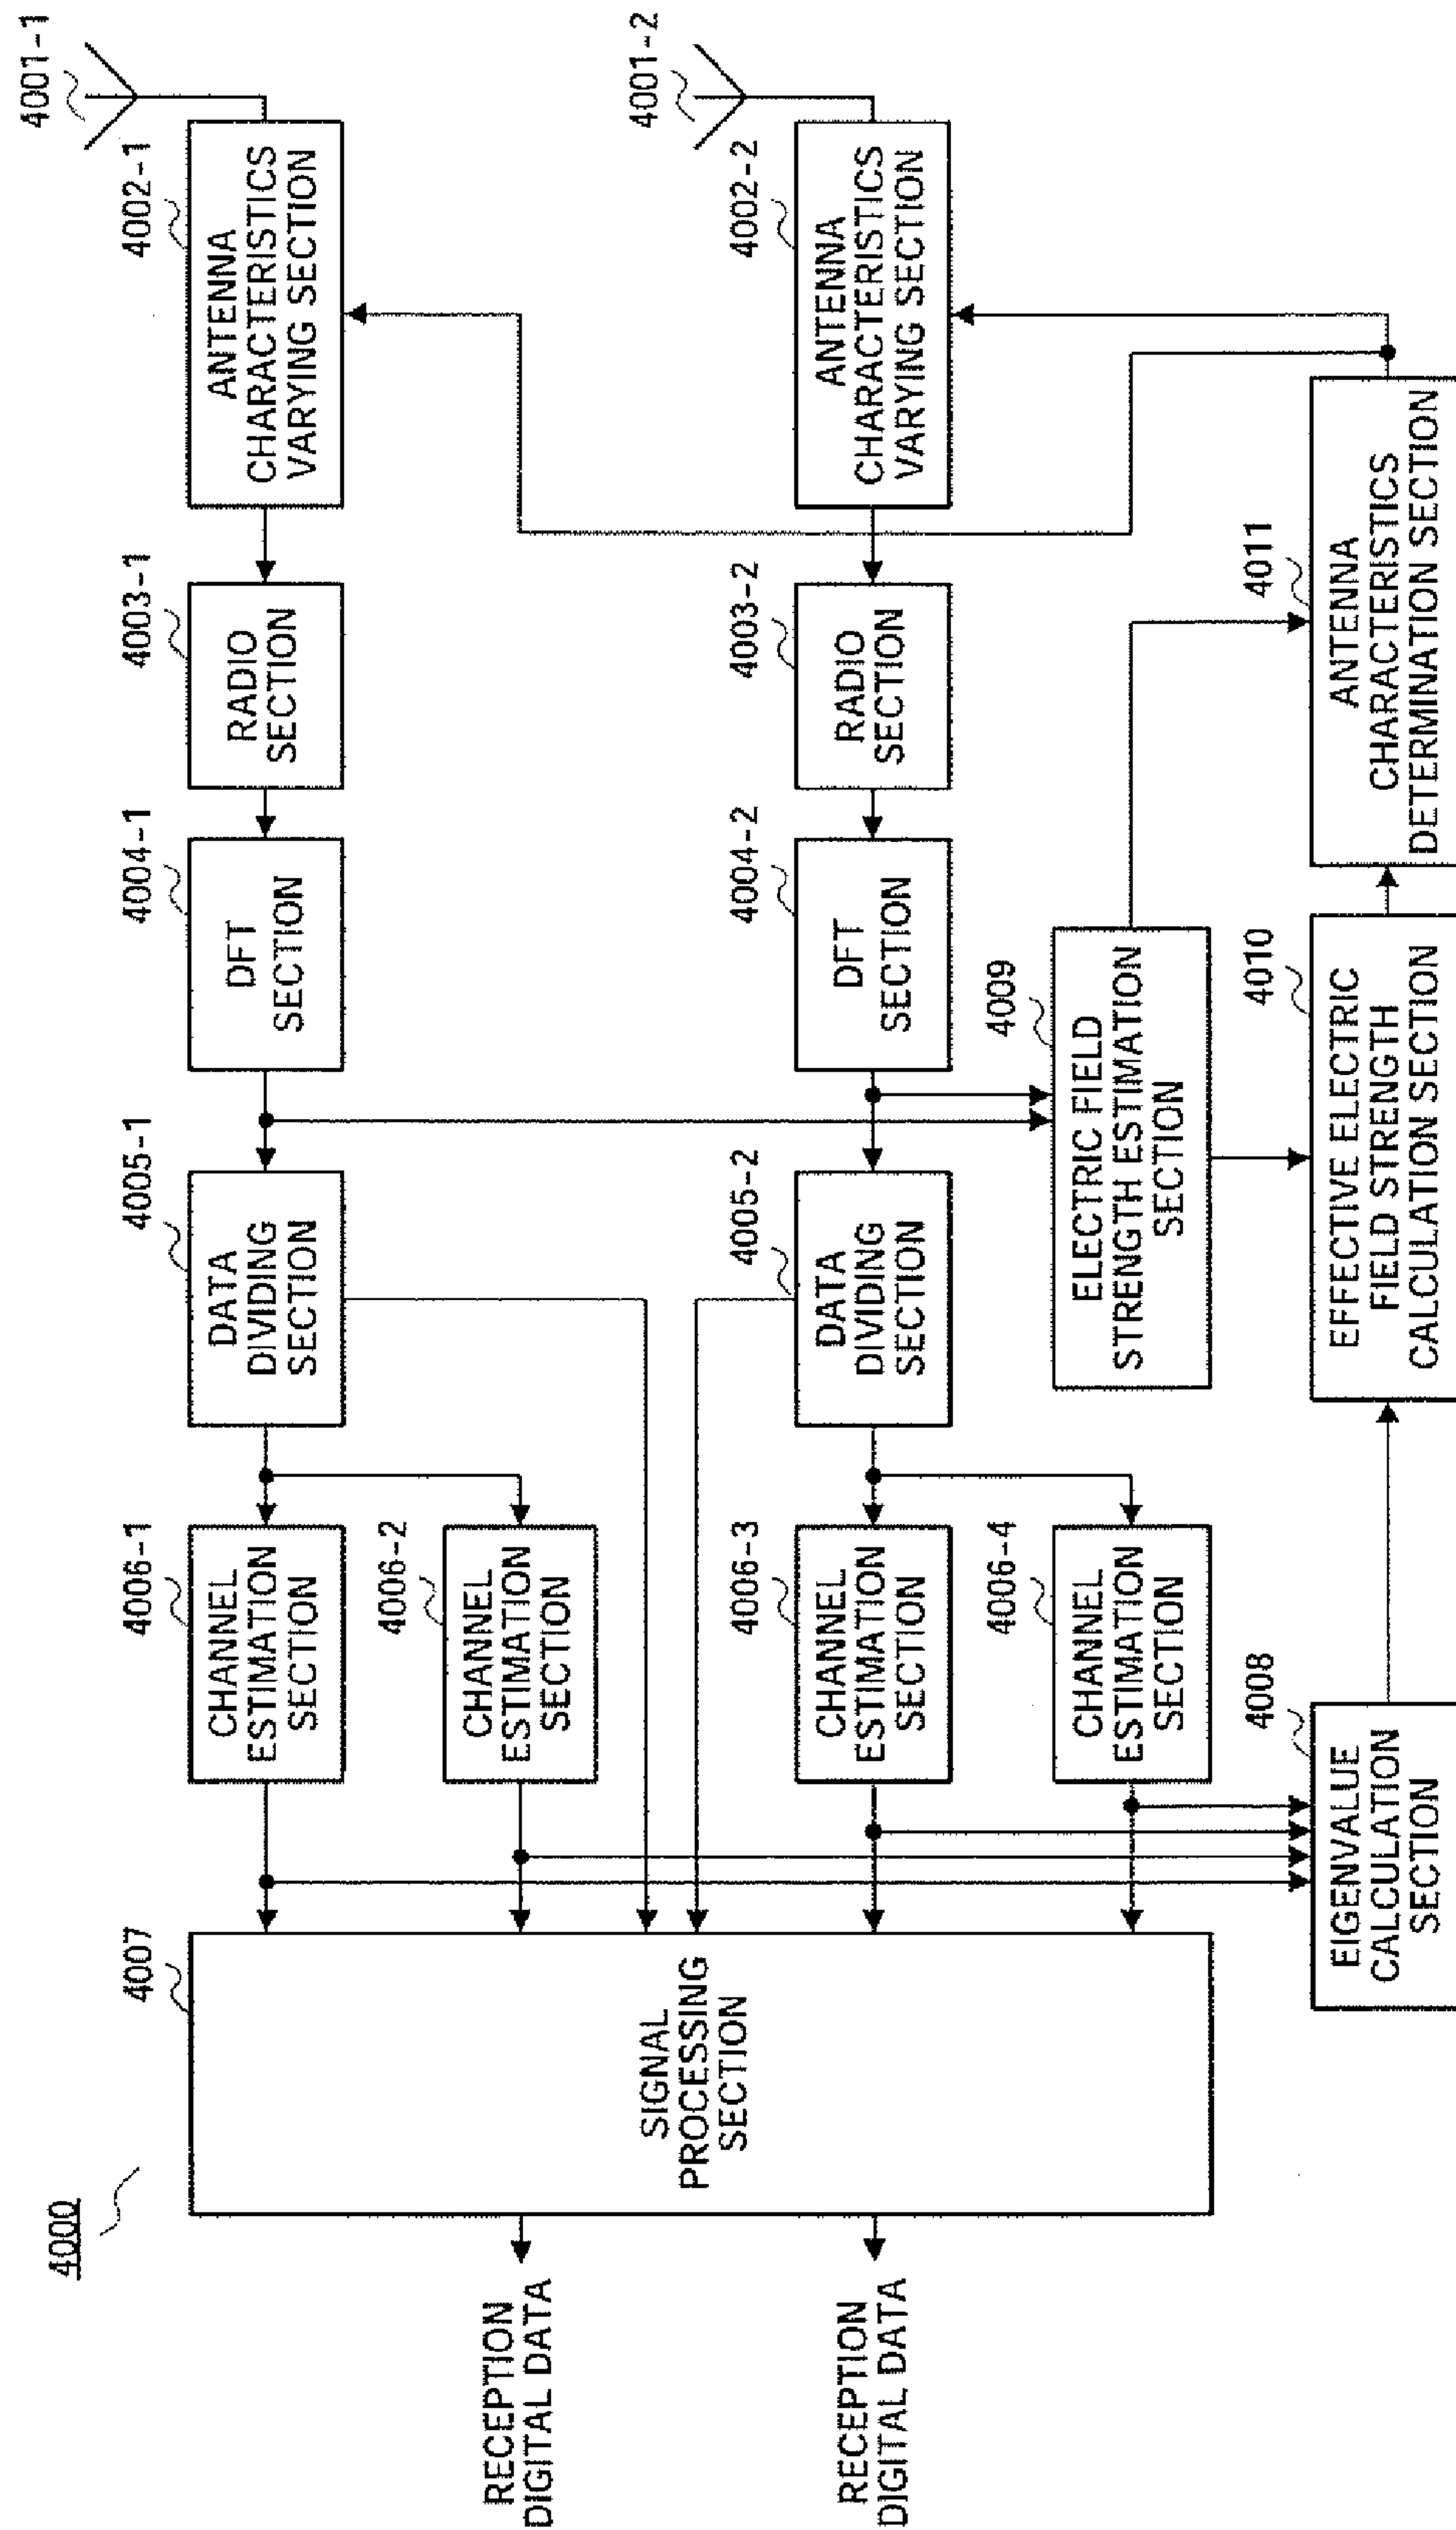 4000
4001-1
4002-1
ANTENNA
CHARACTERISTICS
VARYING SECTION
4003-1
RADIO
SECTION
4004-1
DFT
SECTION
4005-1
DATA
DIVIDING
SECTION
4006-1
CHANNEL
ESTIMATION
SECTION
4006-2
CHANNEL
ESTIMATION
SECTION
4007
SIGNAL
PROCESSING
SECTION
RECEPTION
DIGITAL DATA
RECEPTION
DIGITAL DATA
4001-2
4002-2
ANTENNA
CHARACTERISTICS
VARYING SECTION
4003-2
RADIO
SECTION
4004-2
DFT
SECTION
4005-2
DATA
DIVIDING
SECTION
4006-3
CHANNEL
ESTIMATION
SECTION
4006-4
CHANNEL
ESTIMATION
SECTION
4009
ELECTRIC FIELD
STRENGTH ESTIMATION
SECTION
4008
EIGENVALUE
CALCULATION
SECTION
4010
EFFECTIVE ELECTRIC
FIELD STRENGTH
CALCULATION SECTION
4011
ANTENNA
CHARACTERISTICS
DETERMINATION SECTION